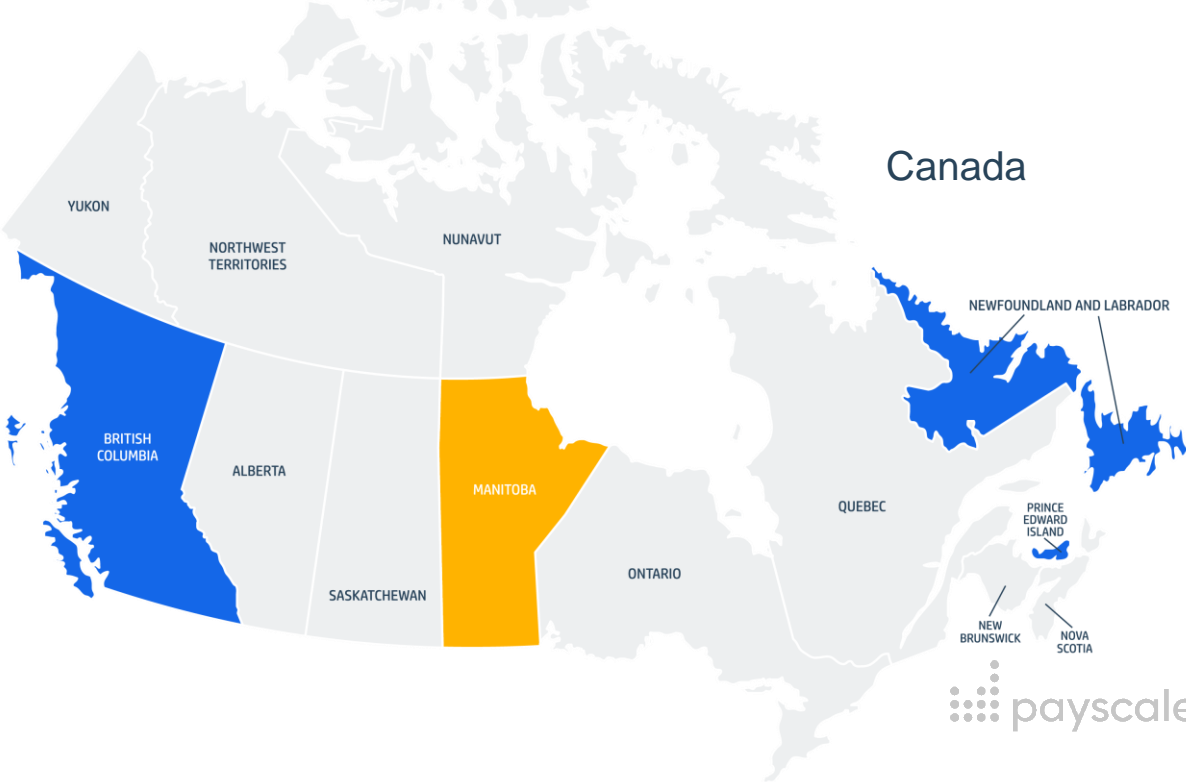 Canada
YUKON
NORTHWEST
TERRITORIES
NUNAVUT
NEWFOUNDLAND AND LABRADOR
BRITISH
COLUMBIA
ALBERTA
MANITOBA
SASKATCHEWAN
ONTARIO
QUEBEC
PRINCE
EDWARD
ISLAND
NEW
BRUNSWICK
NOVA
SCOTIA
payscale